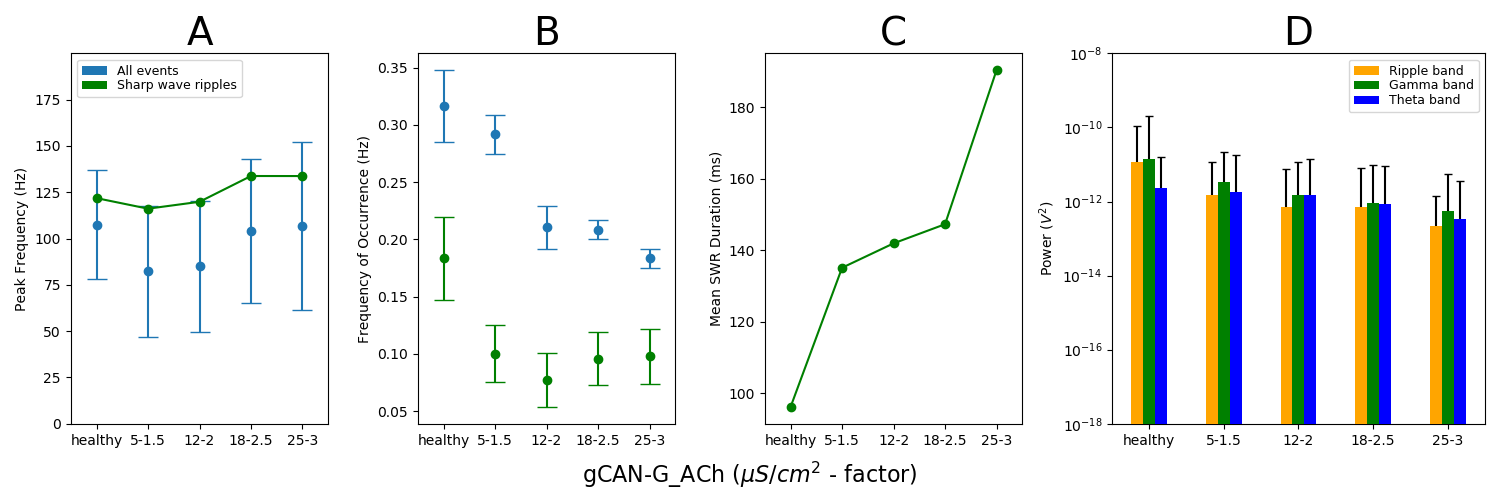 A
B
C
D
All events
Sharp wave ripples
Peak Frequency (Hz)
175
150
125
100
75
50
25
0
healthy 5-1.5 12-2 18-2.5 25-3
Frequency of Occurrence (Hz)
0.35
0.30
0.25
0.20
0.15
0.10
0.05
healthy 5-1.5 12-2 18-2.5 25-3
Mean SWR Duration (ms)
180
160
140
120
100
healthy 5-1.5 12-2 18-2.5 25-3
Ripple band
Gamma band
Theta band
Power (V²)
10⁻⁸
10⁻¹⁰
10⁻¹²
10⁻¹⁴
10⁻¹⁶
10⁻¹⁸
healthy 5-1.5 12-2 18-2.5 25-3
gCAN-G_ACh (μS/cm² - factor)